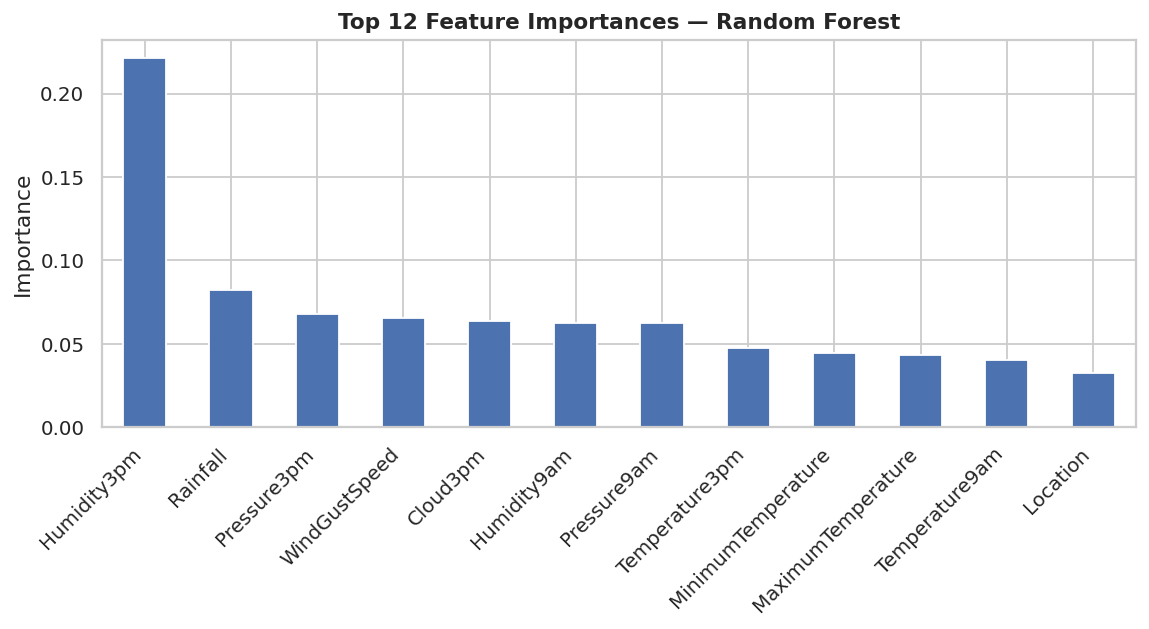 Top 12 Feature Importances — Random Forest
Importance
0.20
0.15
0.10
0.05
0.00
Humidity3pm
Rainfall
Pressure3pm
WindGustSpeed
Cloud3pm
Humidity9am
Pressure9am
Temperature3pm
MinimumTemperature
MaximumTemperature
Temperature9am
Location